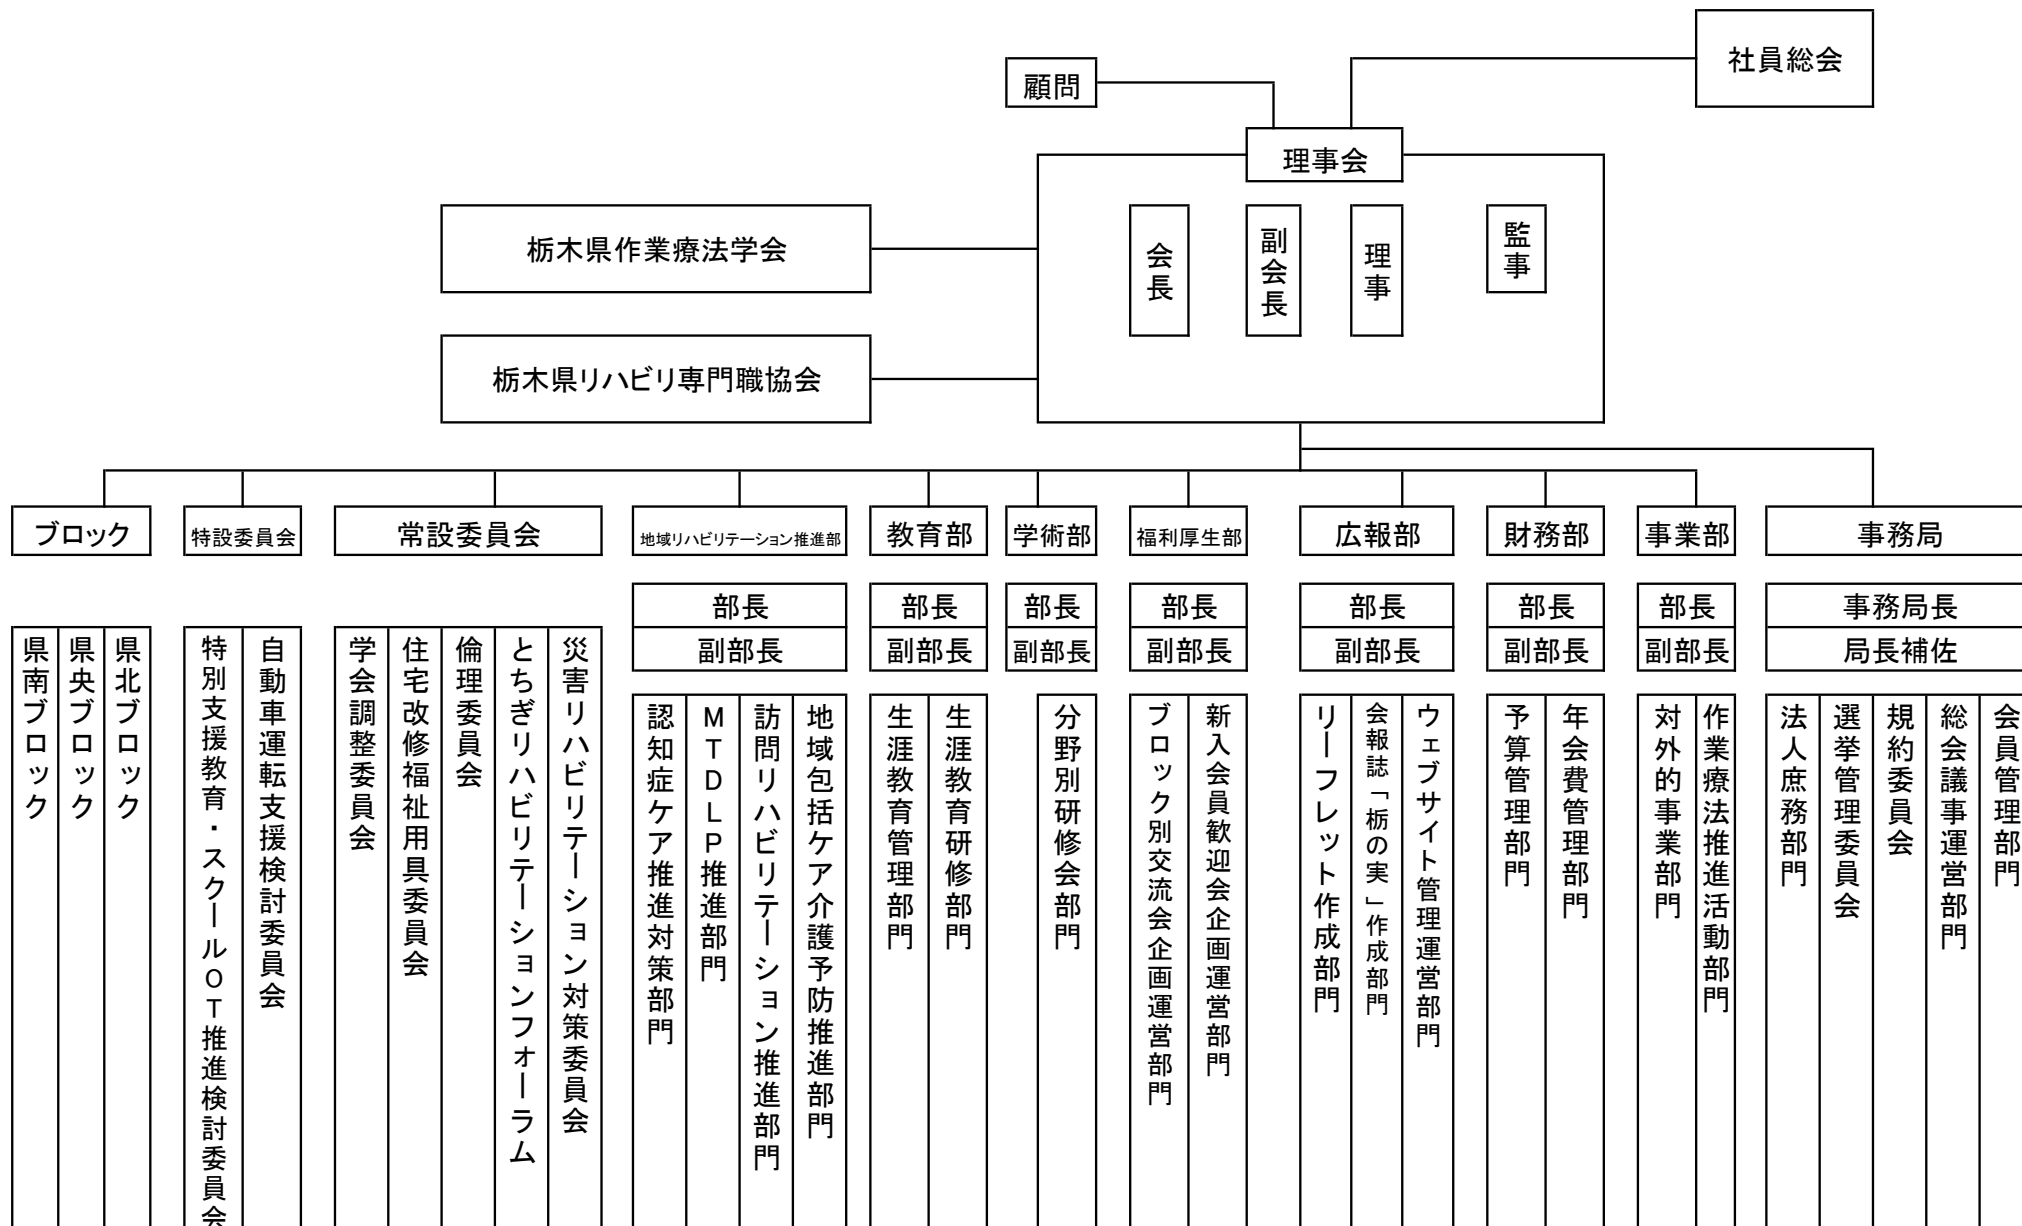 社員総会
顧問
理事会
会長
副会長
理事
監事
栃木県作業療法学会
栃木県リハビリ専門職協会
ブロック
特設委員会
常設委員会
地域リハビリテーション推進部
教育部
学術部
福利厚生部
広報部
財務部
事業部
事務局
部長
部長
部長
部長
部長
部長
部長
事務局長
副部長
副部長
副部長
副部長
副部長
副部長
副部長
局長補佐
県南ブロック
県央ブロック
県北ブロック
特別支援教育・スクールOT推進検討委員会
自動車運転支援検討委員会
学会調整委員会
住宅改修福祉用具委員会
倫理委員会
とちぎリハビリテーションフォーラム
災害リハビリテーション対策委員会
認知症ケア推進対策部門
MTDLP推進部門
訪問リハビリテーション推進部門
地域包括ケア介護予防推進部門
生涯教育管理部門
生涯教育研修部門
分野別研修会部門
ブロック別交流会企画運営部門
新入会員歓迎会企画運営部門
リーフレット作成部門
会報誌「栃の実」作成部門
ウェブサイト管理運営部門
予算管理部門
年会費管理部門
対外的事業部門
作業療法推進活動部門
法人庶務部門
選挙管理委員会
規約委員会
総会議事運営部門
会員管理部門